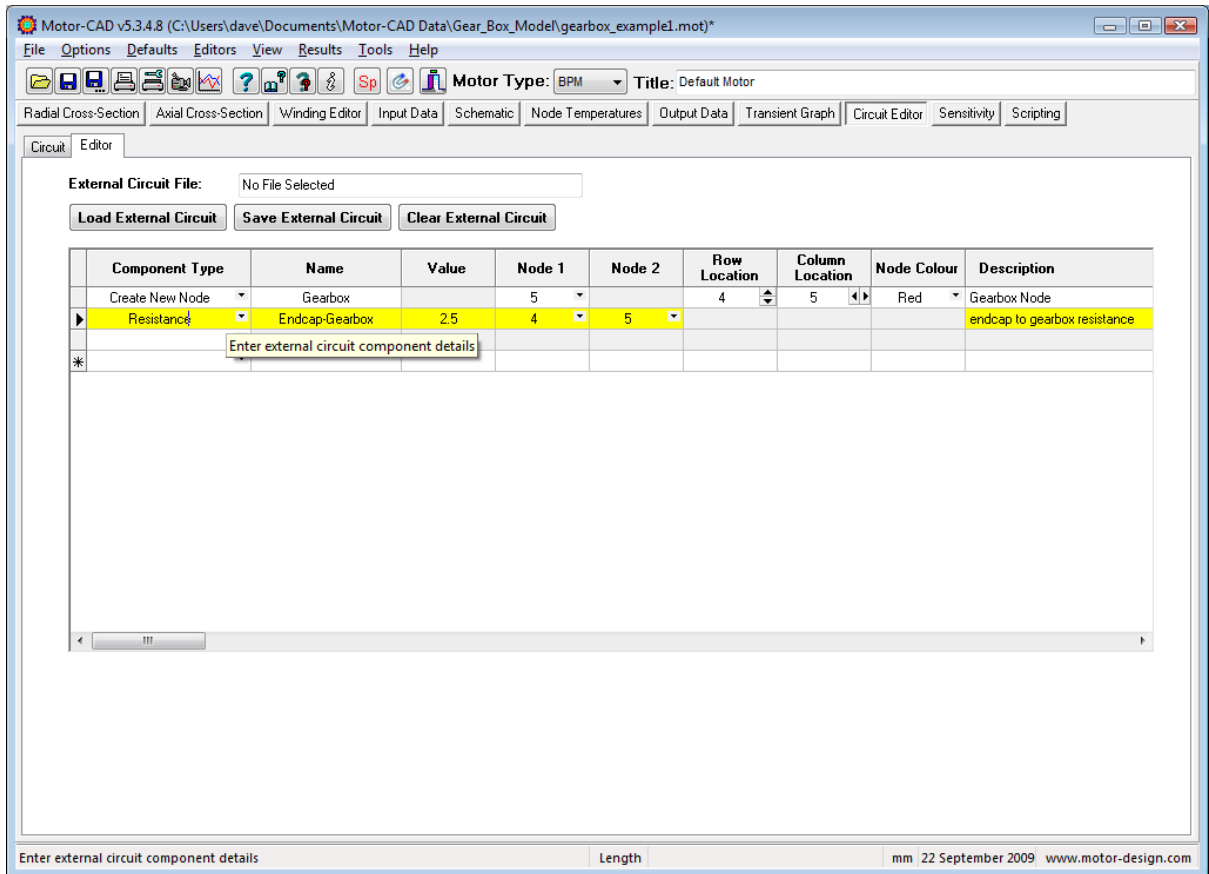 Motor-CAD v5.3.4.8 (C:\Users\dave\Documents\Motor-CAD Data\Gear_Box_Model\gearbox_example1.mot)*
File Options Defaults Editors View Results Tools Help
Sp Motor Type: BPM Title: Default Motor
Radial Cross-Section Axial Cross-Section Winding Editor Input Data Schematic Node Temperatures Output Data Transient Graph Circuit Editor Sensitivity Scripting
Circuit Editor
External Circuit File: No File Selected
Load External Circuit Save External Circuit Clear External Circuit
Component Type Name Value Node 1 Node 2 Row Location Column Location Node Colour Description
Create New Node Gearbox 5 4 5 Red Gearbox Node
Resistance Endcap-Gearbox 2.5 4 5 endcap to gearbox resistance
Enter external circuit component details
Enter external circuit component details Length mm 22 September 2009 www.motor-design.com